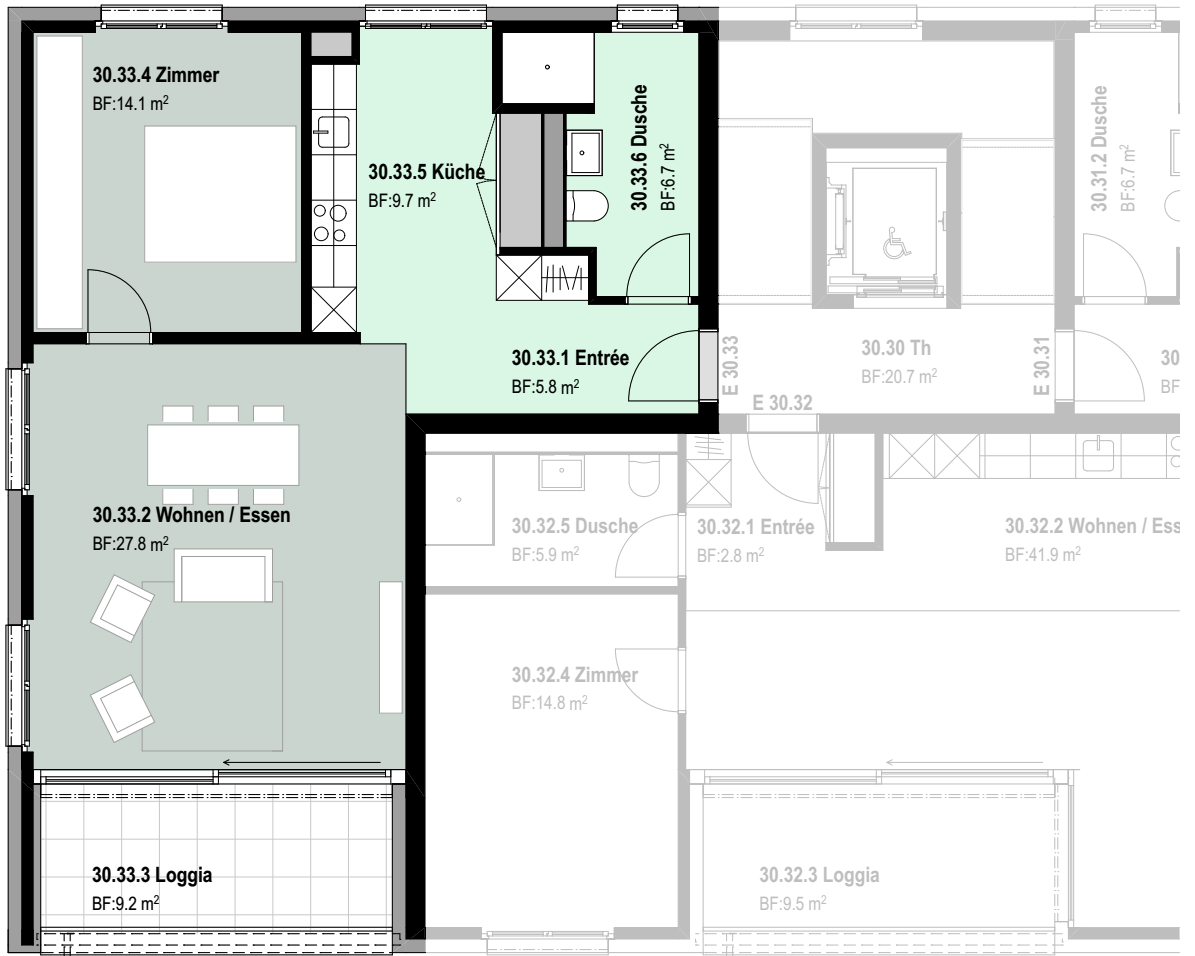 30.33.4 Zimmer
BF:14.1 m²
30.33.5 Küche
BF:9.7 m²
30.33.6 Dusche
BF:6.7 m²
30.31.2 Dusche
BF:6.7 m²
30.33.1 Entrée
BF:5.8 m²
E 30.33
30.30 Th
BF:20.7 m²
E 30.31
30
BF
E 30.32
30.33.2 Wohnen / Essen
BF:27.8 m²
30.32.5 Dusche
BF:5.9 m²
30.32.1 Entrée
BF:2.8 m²
30.32.2 Wohnen / Ess
BF:41.9 m²
30.32.4 Zimmer
BF:14.8 m²
30.33.3 Loggia
BF:9.2 m²
30.32.3 Loggia
BF:9.5 m²